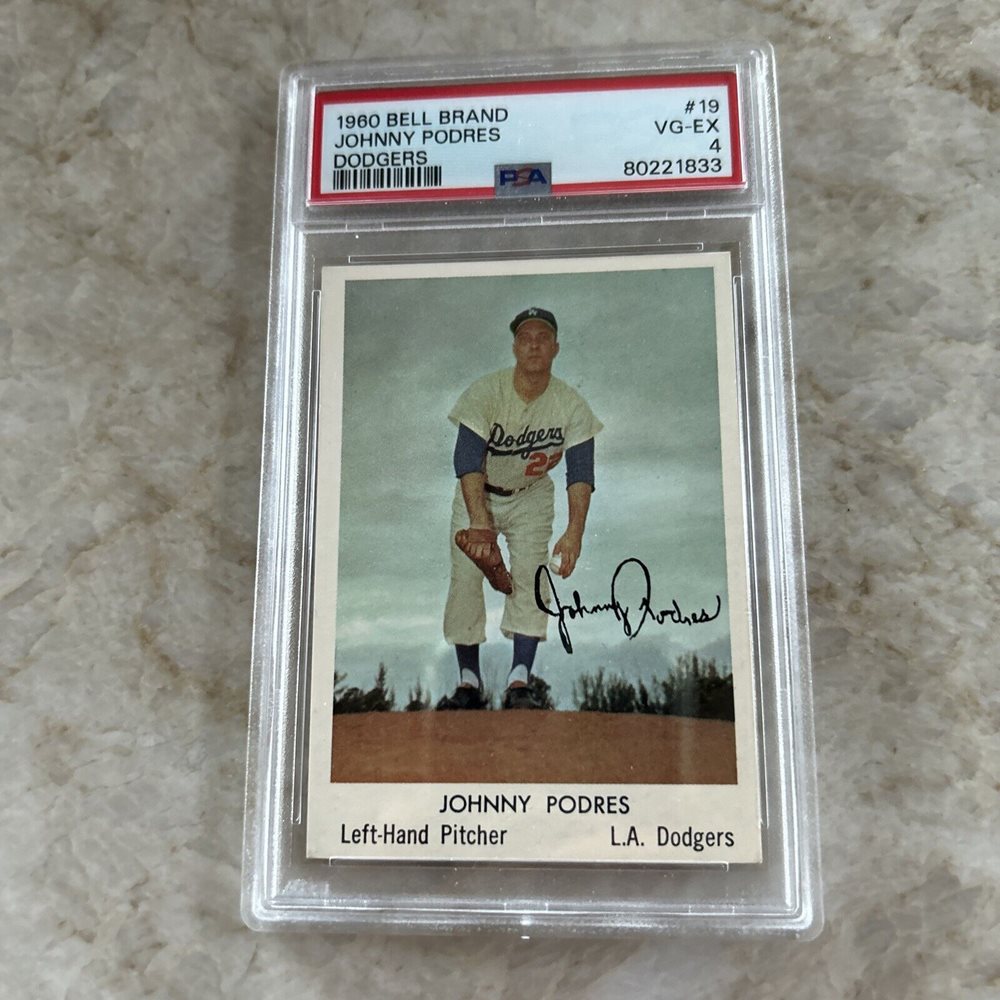 1960 BELL BRAND #19
JOHNNY PODRES VG-EX
DODGERS 4
PSA 80221833
Dodgers
22
Johnny Podres
JOHNNY PODRES
Left-Hand Pitcher L.A. Dodgers